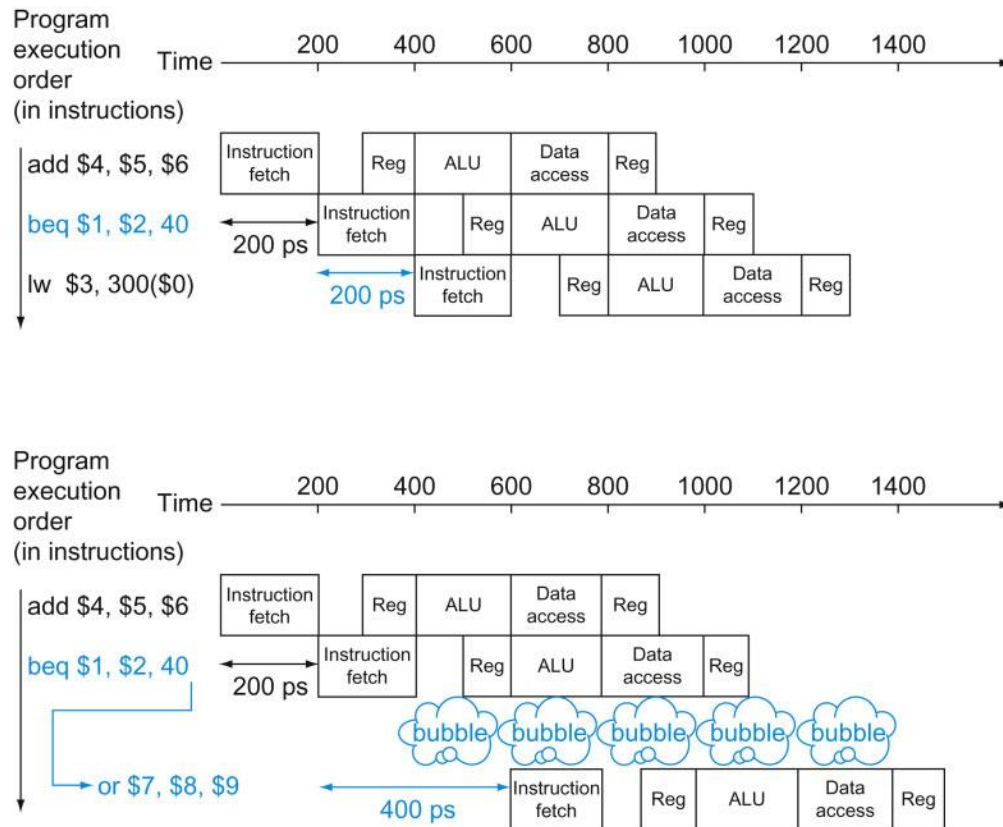 Program
execution
order
(in instructions)
Time
200 400 600 800 1000 1200 1400
add $4, $5, $6
Instruction
fetch
Reg
ALU
Data
access
Reg
beq $1, $2, 40
200 ps
Instruction
fetch
Reg
ALU
Data
access
Reg
lw $3, 300($0)
200 ps
Instruction
fetch
Reg
ALU
Data
access
Reg
Program
execution
order
(in instructions)
Time
200 400 600 800 1000 1200 1400
add $4, $5, $6
Instruction
fetch
Reg
ALU
Data
access
Reg
beq $1, $2, 40
200 ps
Instruction
fetch
Reg
ALU
Data
access
Reg
bubble bubble bubble bubble bubble
or $7, $8, $9
400 ps
Instruction
fetch
Reg
ALU
Data
access
Reg